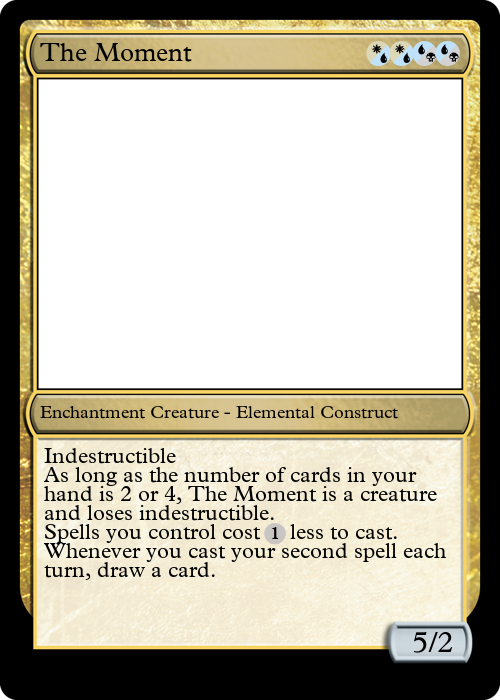 The Moment
Enchantment Creature - Elemental Construct
Indestructible
As long as the number of cards in your
hand is 2 or 4, The Moment is a creature
and loses indestructible.
Spells you control cost 1 less to cast.
Whenever you cast your second spell each
turn, draw a card.
5/2